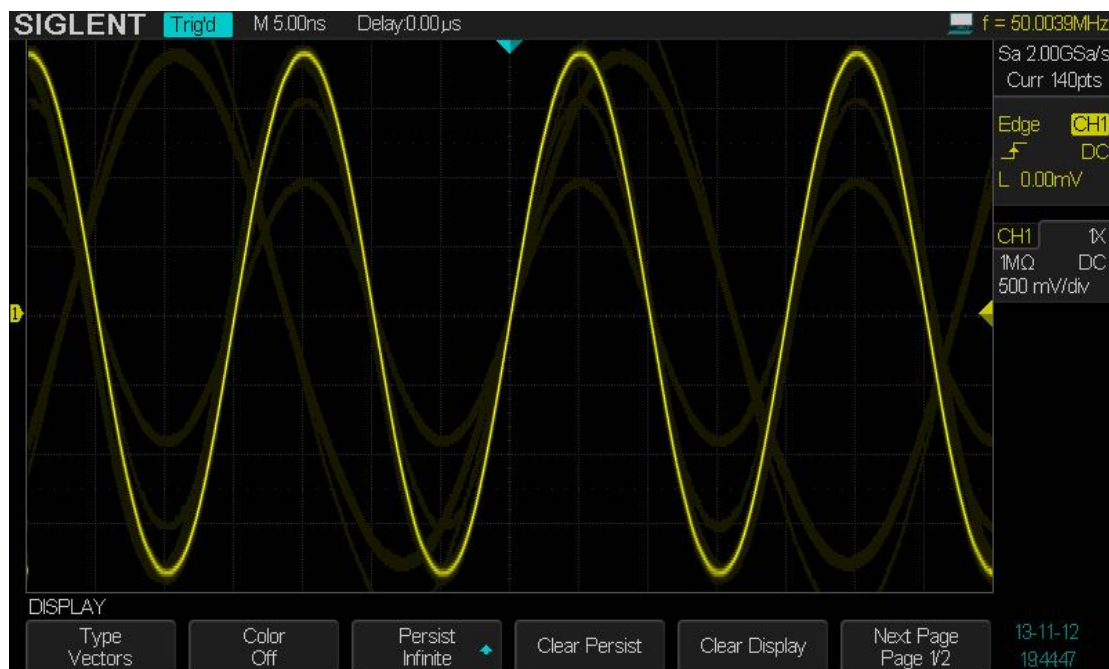 SIGLENT Trig'd M 5.00ns Delay:0.00µs f = 50.0039MHz
Sa 2.00GSa/s
Curr 140pts
Edge CH1
DC
L 0.00mV
CH1 1X
1MΩ DC
500 mV/div
1
DISPLAY
Type
Vectors
Color
Off
Persist
Infinite
Clear Persist
Clear Display
Next Page
Page 1/2
13-11-12
19:44:47